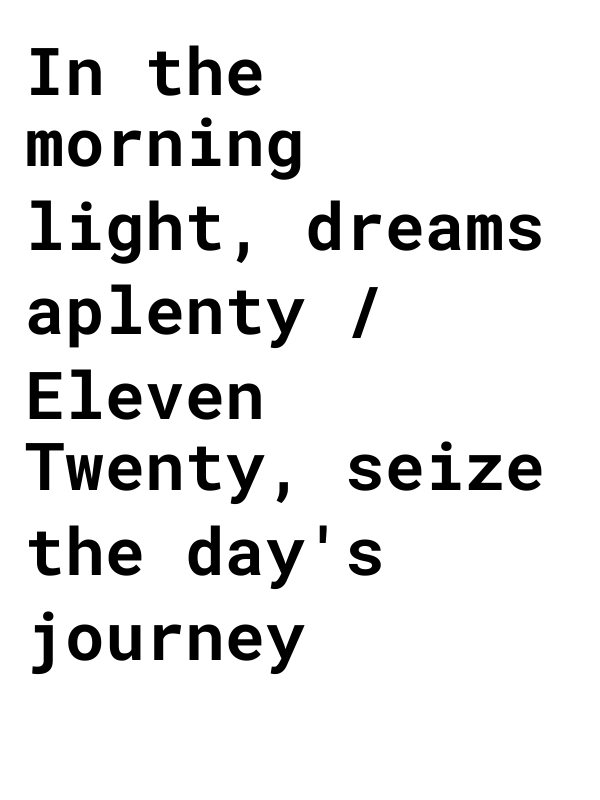 In the
morning
light, dreams
aplenty /
Eleven
Twenty, seize
the day's
journey